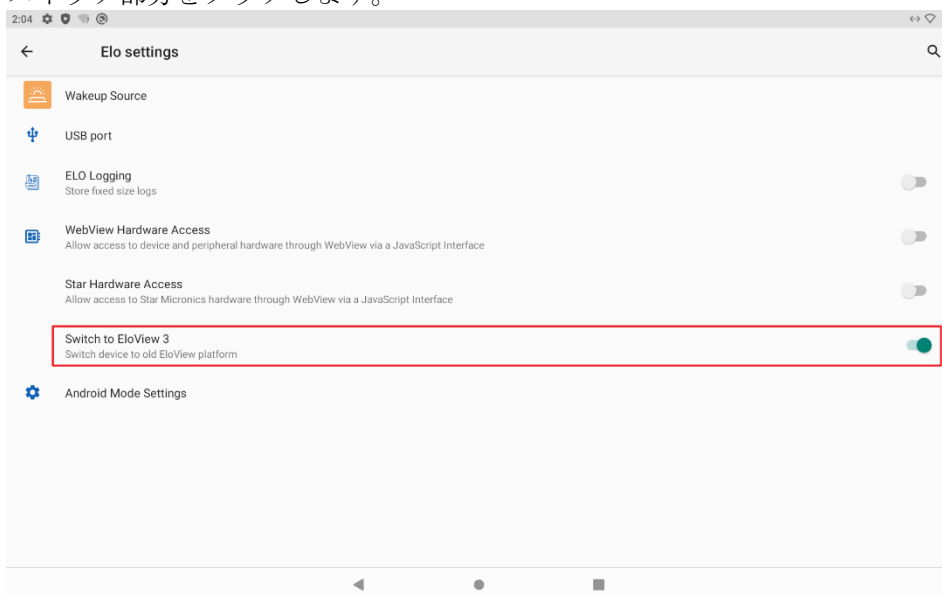 2:04
Elo settings
Wakeup Source
USB port
ELO Logging
Store fixed size logs
WebView Hardware Access
Allow access to device and peripheral hardware through WebView via a JavaScript Interface
Star Hardware Access
Allow access to Star Micronics hardware through WebView via a JavaScript Interface
Switch to EloView 3
Switch device to old EloView platform
Android Mode Settings